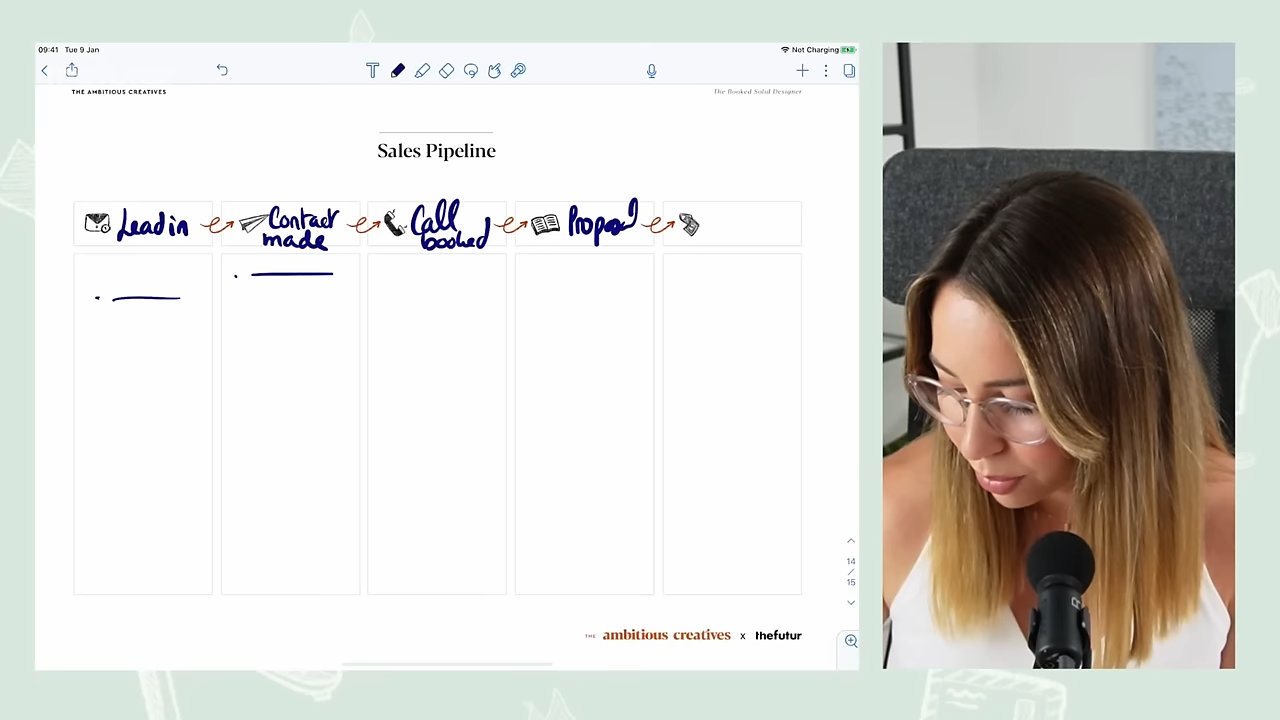 09:41 Tue 9 Jan
Not Charging
THE AMBITIOUS CREATIVES
The Booked Solid Designer
Sales Pipeline
Lead in
Contact made
Call booked
Proposal
14
/
15
THE ambitious creatives x thefutur